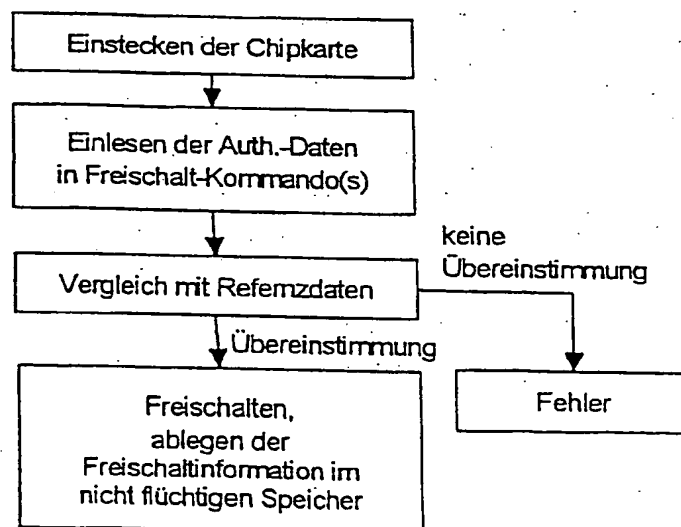 Einstecken der Chipkarte
Einlesen der Auth.-Daten
in Freischalt-Kommando(s)
Vergleich mit Refernzdaten
keine
Übereinstimmung
Übereinstimmung
Fehler
Freischalten,
ablegen der
Freischaltinformation im
nicht flüchtigen Speicher